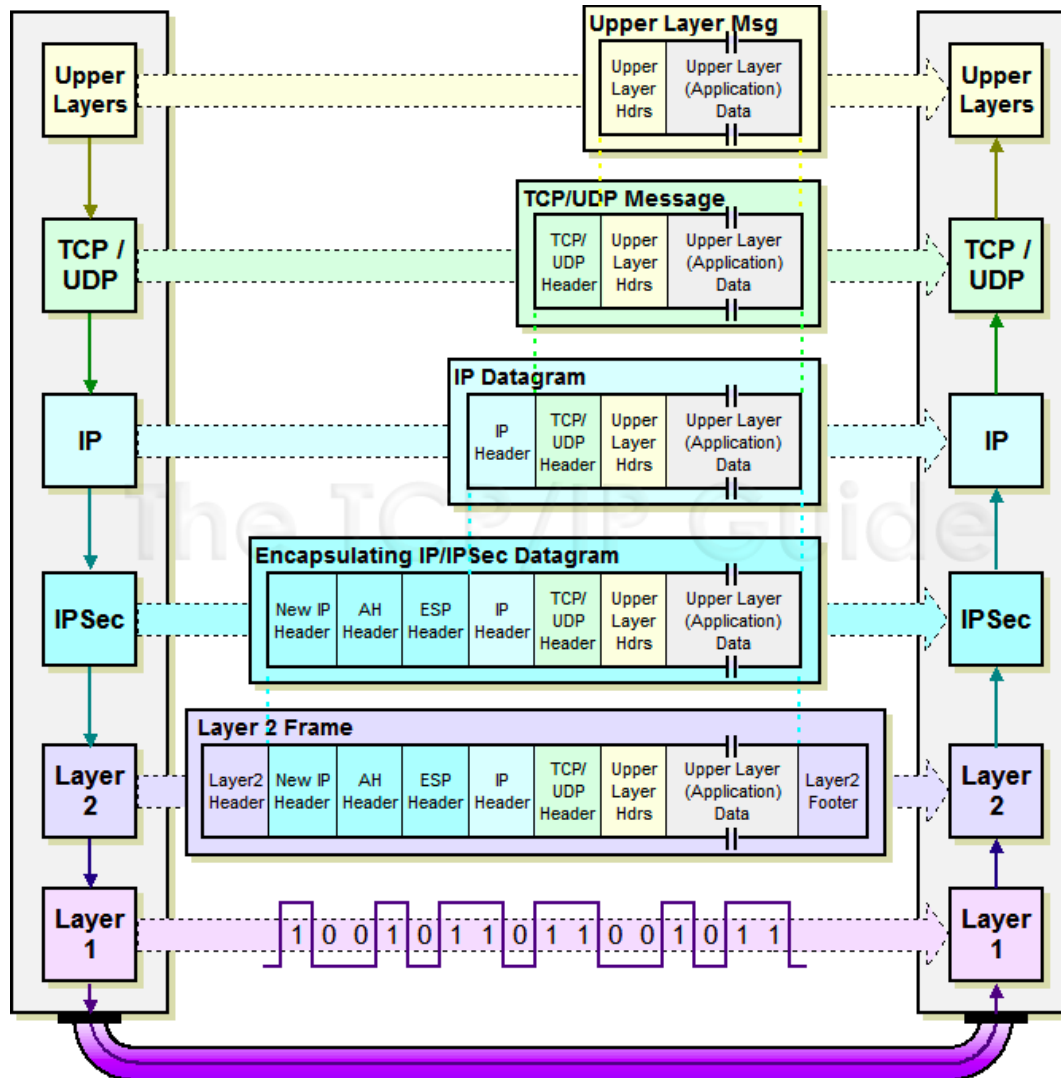 Upper Layer Msg
Upper
Layers
Upper
Layer
Hdrs
Upper Layer
(Application)
Data
Upper
Layers
TCP/UDP Message
TCP /
UDP
TCP/
UDP
Header
Upper
Layer
Hdrs
Upper Layer
(Application)
Data
TCP /
UDP
IP Datagram
IP
IP
Header
TCP/
UDP
Header
Upper
Layer
Hdrs
Upper Layer
(Application)
Data
IP
The TCP/IP Guide
Encapsulating IP/IPSec Datagram
IPSec
New IP
Header
AH
Header
ESP
Header
IP
Header
TCP/
UDP
Header
Upper
Layer
Hdrs
Upper Layer
(Application)
Data
IPSec
Layer 2 Frame
Layer
2
Layer2
Header
New IP
Header
AH
Header
ESP
Header
IP
Header
TCP/
UDP
Header
Upper
Layer
Hdrs
Upper Layer
(Application)
Data
Layer2
Footer
Layer
2
Layer
1
1 0 0 1 0 1 1 0 1 1 0 0 1 0 1 1
Layer
1